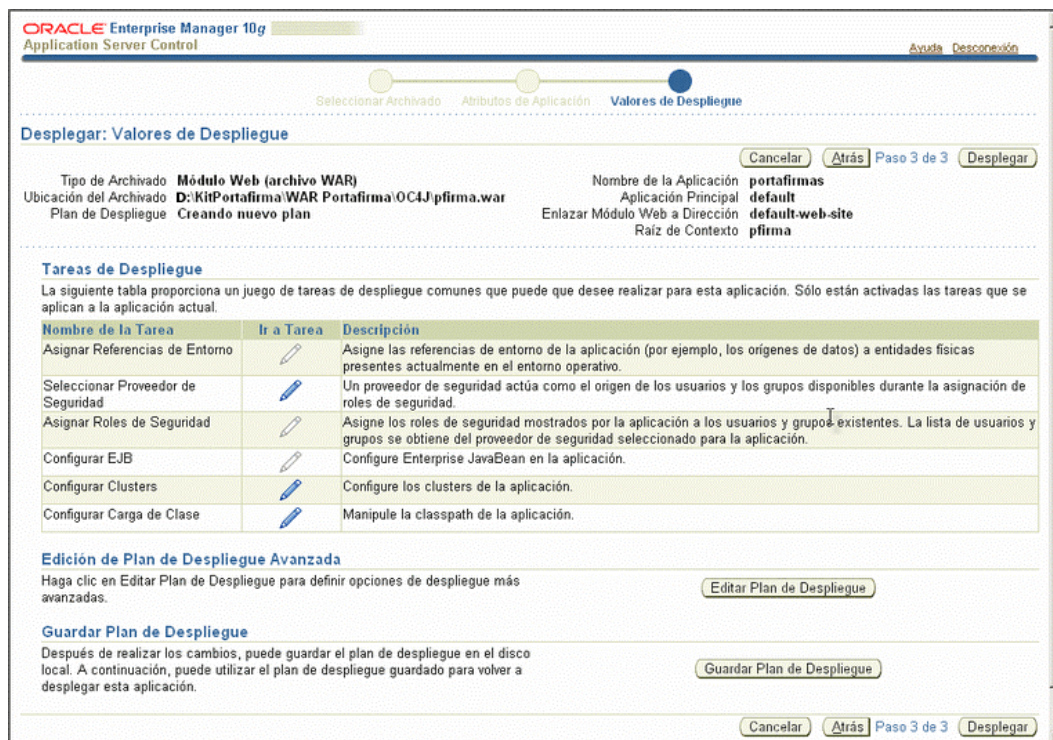 ORACLE Enterprise Manager 10g
Application Server Control
Ayuda Desconexión
Seleccionar Archivado Atributos de Aplicación Valores de Despliegue
Desplegar: Valores de Despliegue
Cancelar Atrás Paso 3 de 3 Desplegar
Tipo de Archivado Módulo Web (archivo WAR)
Ubicación del Archivado D:\KitPortafirma\WAR Portafirma\OC4J\pfirma.war
Plan de Despliegue Creando nuevo plan
Nombre de la Aplicación portafirmas
Aplicación Principal default
Enlazar Módulo Web a Dirección default-web-site
Raíz de Contexto pfirma
Tareas de Despliegue
La siguiente tabla proporciona un juego de tareas de despliegue comunes que puede que desee realizar para esta aplicación. Sólo están activadas las tareas que se
aplican a la aplicación actual.
Nombre de la Tarea Ir a Tarea Descripción
Asignar Referencias de Entorno Asigne las referencias de entorno de la aplicación (por ejemplo, los orígenes de datos) a entidades físicas
presentes actualmente en el entorno operativo.
Seleccionar Proveedor de
Seguridad
Un proveedor de seguridad actúa como el origen de los usuarios y los grupos disponibles durante la asignación de
roles de seguridad.
Asignar Roles de Seguridad Asigne los roles de seguridad mostrados por la aplicación a los usuarios y grupos existentes. La lista de usuarios y
grupos se obtiene del proveedor de seguridad seleccionado para la aplicación.
Configurar EJB Configure Enterprise JavaBean en la aplicación.
Configurar Clusters Configure los clusters de la aplicación.
Configurar Carga de Clase Manipule la classpath de la aplicación.
Edición de Plan de Despliegue Avanzada
Haga clic en Editar Plan de Despliegue para definir opciones de despliegue más
avanzadas.
Editar Plan de Despliegue
Guardar Plan de Despliegue
Después de realizar los cambios, puede guardar el plan de despliegue en el disco
local. A continuación, puede utilizar el plan de despliegue guardado para volver a
desplegar esta aplicación.
Guardar Plan de Despliegue
Cancelar Atrás Paso 3 de 3 Desplegar